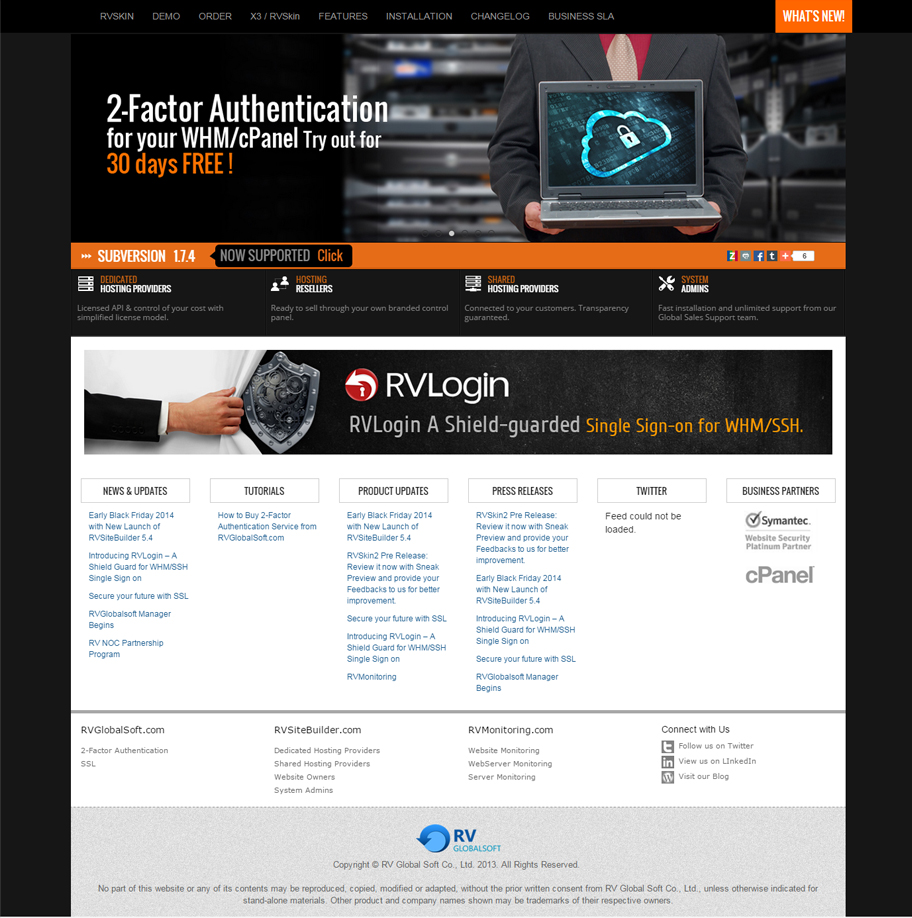 RVSKIN DEMO ORDER X3 / RVSkin FEATURES INSTALLATION CHANGELOG BUSINESS SLA WHAT'S NEW!
2-Factor Authentication
for your WHM/cPanel Try out for
30 days FREE !
SUBVERSION 1.7.4 NOW SUPPORTED Click 6
DEDICATED
HOSTING PROVIDERS
Licensed API & control of your cost with
simplified license model.
HOSTING
RESELLERS
Ready to sell through your own branded control
panel.
SHARED
HOSTING PROVIDERS
Connected to your customers. Transparency
guaranteed.
SYSTEM
ADMINS
Fast installation and unlimited support from our
Global Sales Support team.
RVLogin
RVLogin A Shield-guarded Single Sign-on for WHM/SSH.
NEWS & UPDATES
Early Black Friday 2014
with New Launch of
RVSiteBuilder 5.4
Introducing RVLogin – A
Shield Guard for WHM/SSH
Single Sign on
Secure your future with SSL
RVGlobalsoft Manager
Begins
RV NOC Partnership
Program
TUTORIALS
How to Buy 2-Factor
Authentication Service from
RVGlobalSoft.com
PRODUCT UPDATES
Early Black Friday 2014
with New Launch of
RVSiteBuilder 5.4
RVSkin2 Pre Release:
Review it now with Sneak
Preview and provide your
Feedbacks to us for better
improvement.
Secure your future with SSL
Introducing RVLogin – A
Shield Guard for WHM/SSH
Single Sign on
RVMonitoring
PRESS RELEASES
RVSkin2 Pre Release:
Review it now with Sneak
Preview and provide your
Feedbacks to us for better
improvement.
Early Black Friday 2014
with New Launch of
RVSiteBuilder 5.4
Introducing RVLogin – A
Shield Guard for WHM/SSH
Single Sign on
Secure your future with SSL
RVGlobalsoft Manager
Begins
TWITTER
Feed could not be
loaded.
BUSINESS PARTNERS
Symantec.
Website Security
Platinum Partner
cPanel
RVGlobalSoft.com
2-Factor Authentication
SSL
RVSiteBuilder.com
Dedicated Hosting Providers
Shared Hosting Providers
Website Owners
System Admins
RVMonitoring.com
Website Monitoring
WebServer Monitoring
Server Monitoring
Connect with Us
Follow us on Twitter
View us on LInkedIn
Visit our Blog
RV
GLOBALSOFT
Copyright © RV Global Soft Co., Ltd. 2013. All Rights Reserved.
No part of this website or any of its contents may be reproduced, copied, modified or adapted, without the prior written consent from RV Global Soft Co., Ltd., unless otherwise indicated for
stand-alone materials. Other product and company names shown may be trademarks of their respective owners.